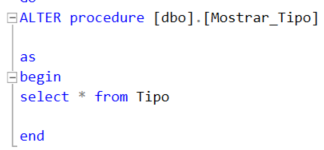 ALTER procedure [dbo].[Mostrar_Tipo]
as
begin
select * from Tipo
end